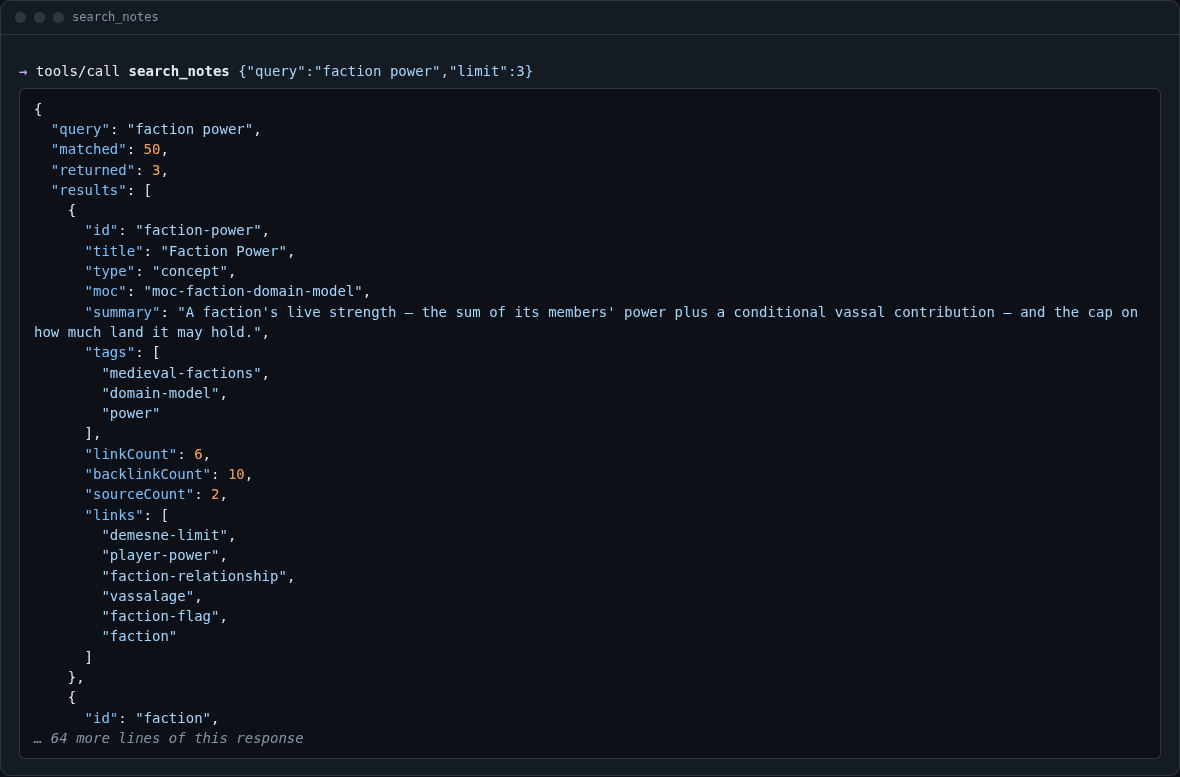 search_notes
→ tools/call search_notes {"query":"faction power","limit":3}
{
  "query": "faction power",
  "matched": 50,
  "returned": 3,
  "results": [
    {
      "id": "faction-power",
      "title": "Faction Power",
      "type": "concept",
      "moc": "moc-faction-domain-model",
      "summary": "A faction's live strength — the sum of its members' power plus a conditional vassal contribution — and the cap on
how much land it may hold.",
      "tags": [
        "medieval-factions",
        "domain-model",
        "power"
      ],
      "linkCount": 6,
      "backlinkCount": 10,
      "sourceCount": 2,
      "links": [
        "demesne-limit",
        "player-power",
        "faction-relationship",
        "vassalage",
        "faction-flag",
        "faction"
      ]
    },
    {
      "id": "faction",
… 64 more lines of this response